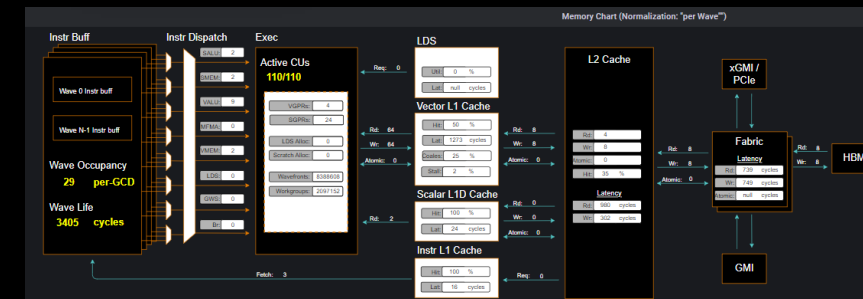 Memory Chart (Normalization: "per Wave"")
Instr Buff
Instr Dispatch
Exec
LDS
Wave 0 Instr buff
Wave N-1 Instr buff
Wave Occupancy
29 per-GCD
Wave Life
3405 cycles
SALU: 2
SMEM: 2
VALU: 9
MFMA: 0
VMEM: 2
LDS: 0
GWS: 0
Br: 0
Active CUs
110/110
VGPRs: 4
SGPRs: 24
LDS Alloc: 0
Scratch Alloc: 0
Wavefronts: 8388608
Workgroups: 2097152
Req: 0
Rd: 64
Wr: 64
Atomic: 0
Rd: 2
Fetch: 3
Util: 0 %
Lat: null cycles
Vector L1 Cache
Hit: 50 %
Lat: 1273 cycles
Coales: 25 %
Stall: 2 %
Scalar L1D Cache
Hit: 100 %
Lat: 24 cycles
Instr L1 Cache
Hit: 100 %
Lat: 16 cycles
Rd: 8
Wr: 8
Atomic: 0
Rd: 0
Wr: 0
Atomic: 0
Req: 0
L2 Cache
Rd: 4
Wr: 8
Atomic: 0
Hit: 35 %
Latency
Rd: 980 cycles
Wr: 302 cycles
Rd: 8
Wr: 8
Atomic: 0
xGMI /
PCIe
Fabric
Latency
Rd: 739 cycles
Wr: 749 cycles
Atomic: null cycles
GMI
Rd: 8
Wr: 8
HBM